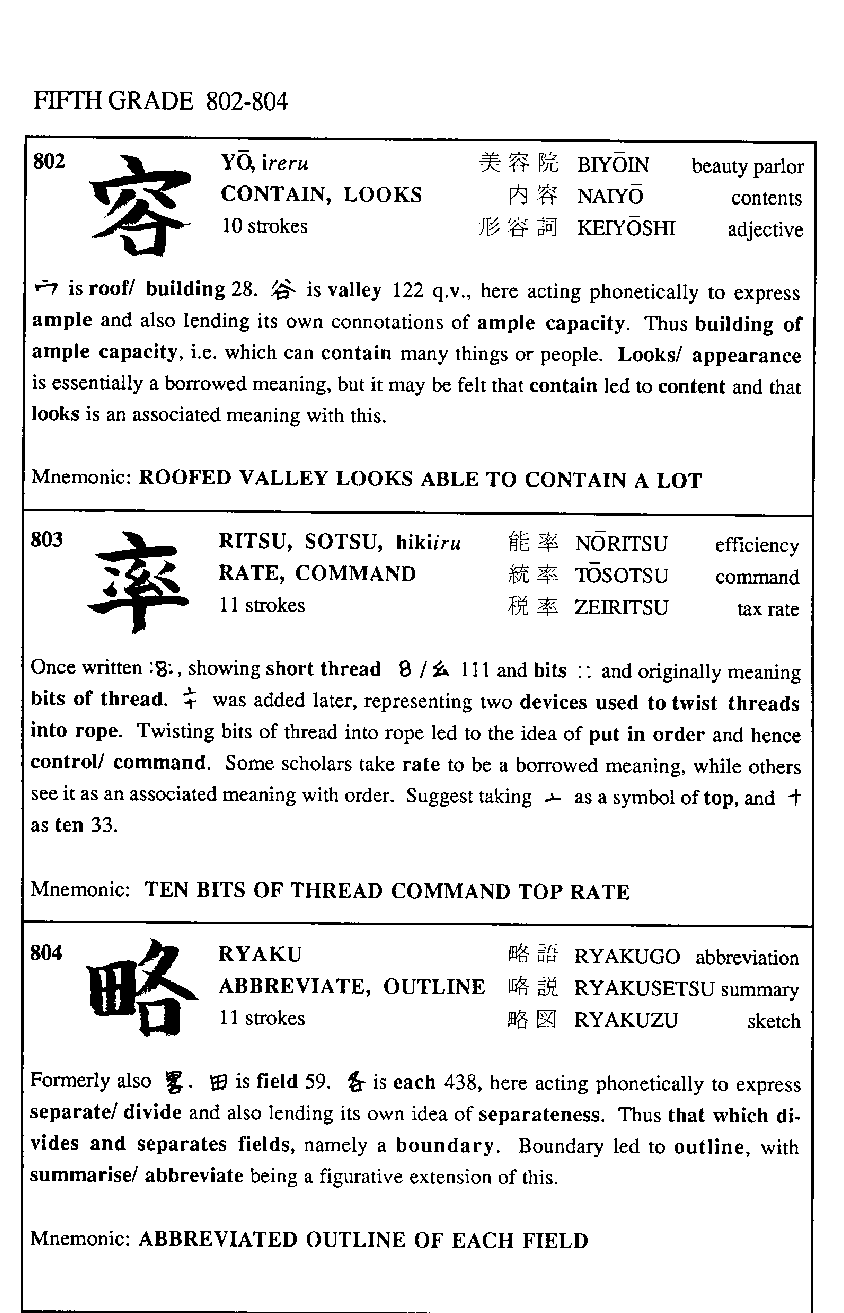 FIFTH GRADE 802-804
802 容 YŌ, ireru 美容院 BIYŌIN beauty parlor
CONTAIN, LOOKS 内容 NAIYŌ contents
10 strokes 形容詞 KEIYŌSHI adjective
宀 is roof/ building 28. 谷 is valley 122 q.v., here acting phonetically to express
ample and also lending its own connotations of ample capacity. Thus building of
ample capacity, i.e. which can contain many things or people. Looks/ appearance
is essentially a borrowed meaning, but it may be felt that contain led to content and that
looks is an associated meaning with this.
Mnemonic: ROOFED VALLEY LOOKS ABLE TO CONTAIN A LOT
803 率 RITSU, SOTSU, hikiiru 能率 NŌRITSU efficiency
RATE, COMMAND 統率 TŌSOTSU command
11 strokes 税率 ZEIRITSU tax rate
Once written , showing short thread 8 / 幺 111 and bits :: and originally meaning
bits of thread. was added later, representing two devices used to twist threads
into rope. Twisting bits of thread into rope led to the idea of put in order and hence
control/ command. Some scholars take rate to be a borrowed meaning, while others
see it as an associated meaning with order. Suggest taking 亠 as a symbol of top, and 十
as ten 33.
Mnemonic: TEN BITS OF THREAD COMMAND TOP RATE
804 略 RYAKU 略語 RYAKUGO abbreviation
ABBREVIATE, OUTLINE 略説 RYAKUSETSU summary
11 strokes 略図 RYAKUZU sketch
Formerly also 畧. 田 is field 59. 各 is each 438, here acting phonetically to express
separate/ divide and also lending its own idea of separateness. Thus that which di-
vides and separates fields, namely a boundary. Boundary led to outline, with
summarise/ abbreviate being a figurative extension of this.
Mnemonic: ABBREVIATED OUTLINE OF EACH FIELD